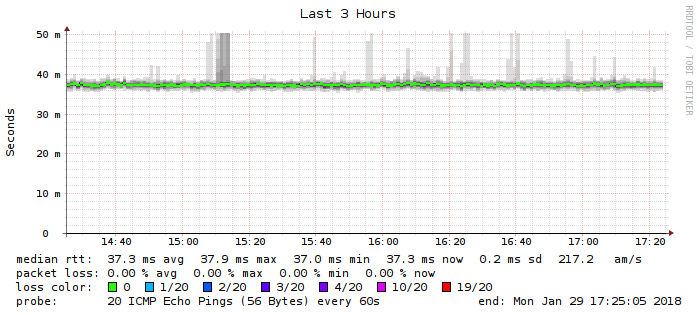 Last 3 Hours
RRDTOOL / TOBI OETIKER
Seconds
50 m
40 m
30 m
20 m
10 m
0
14:40 15:00 15:20 15:40 16:00 16:20 16:40 17:00 17:20
median rtt: 37.3 ms avg 37.9 ms max 37.0 ms min 37.3 ms now 0.2 ms sd 217.2 am/s
packet loss: 0.00 % avg 0.00 % max 0.00 % min 0.00 % now
loss color: 0 1/20 2/20 3/20 4/20 10/20 19/20
probe: 20 ICMP Echo Pings (56 Bytes) every 60s end: Mon Jan 29 17:25:05 2018